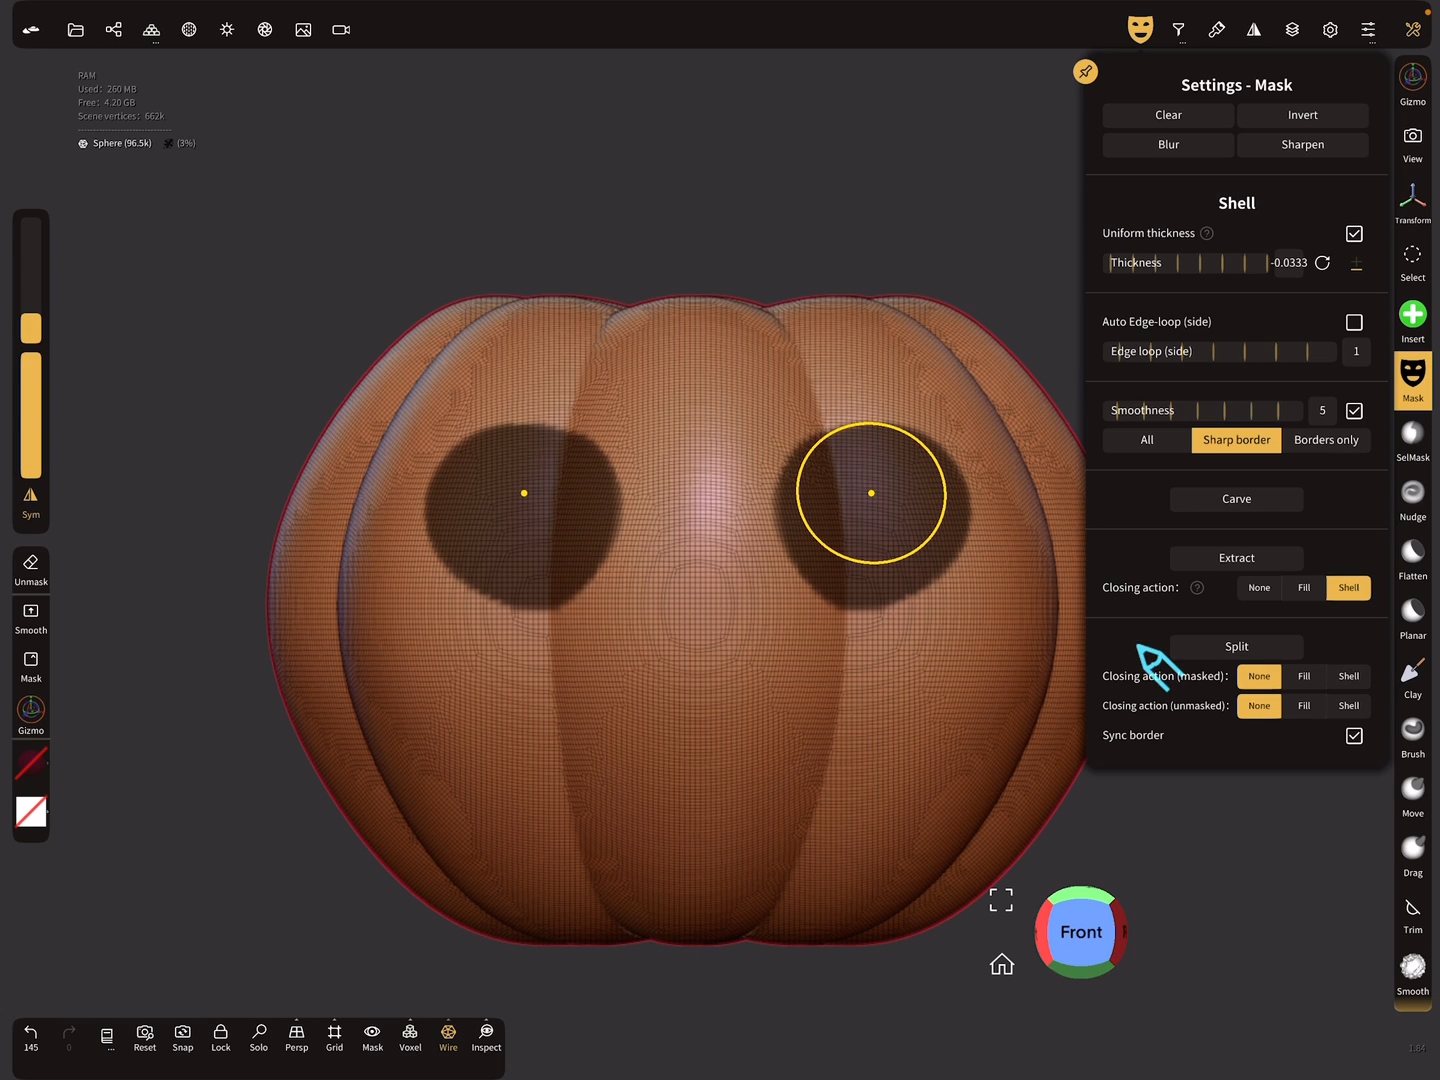 RAM
Used: 260 MB
Free: 4.20 GB
Scene vertices: 662k
Sphere (96.5k) (3%)
Sym
Unmask
Smooth
Mask
Gizmo
Settings - Mask
Clear Invert
Blur Sharpen
Shell
Uniform thickness ?
Thickness -0.0333
Auto Edge-loop (side)
Edge loop (side) 1
Smoothness 5
All Sharp border Borders only
Carve
Extract
Closing action: ? None Fill Shell
Split
Closing action (masked): None Fill Shell
Closing action (unmasked): None Fill Shell
Sync border
Gizmo
View
Transform
Select
Insert
Mask
SelMask
Nudge
Flatten
Planar
Clay
Brush
Move
Drag
Trim
Smooth
Front
145 0 ... Reset Snap Lock Solo Persp Grid Mask Voxel Wire Inspect
1.84